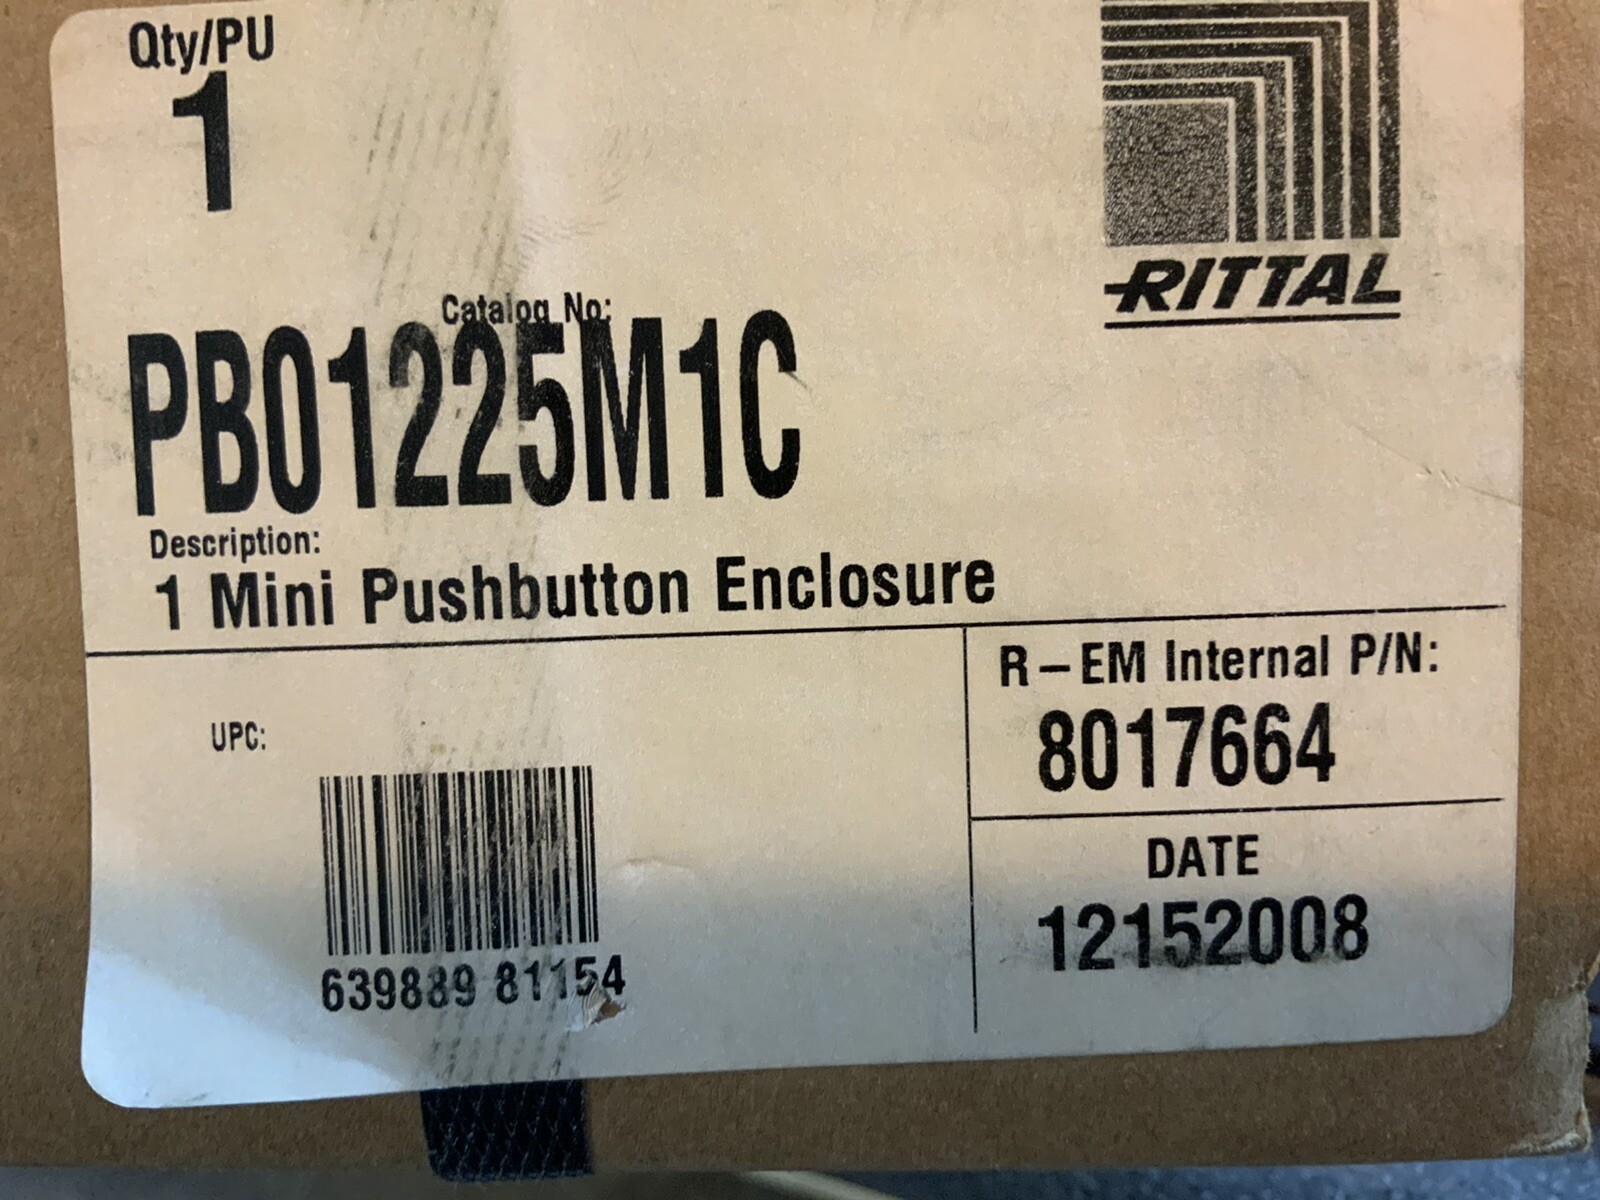 Qty/PU
1
RITTAL
Catalog No:
PB01225M1C
Description:
1 Mini Pushbutton Enclosure
UPC:
639889 81154
R-EM Internal P/N:
8017664
DATE
12152008